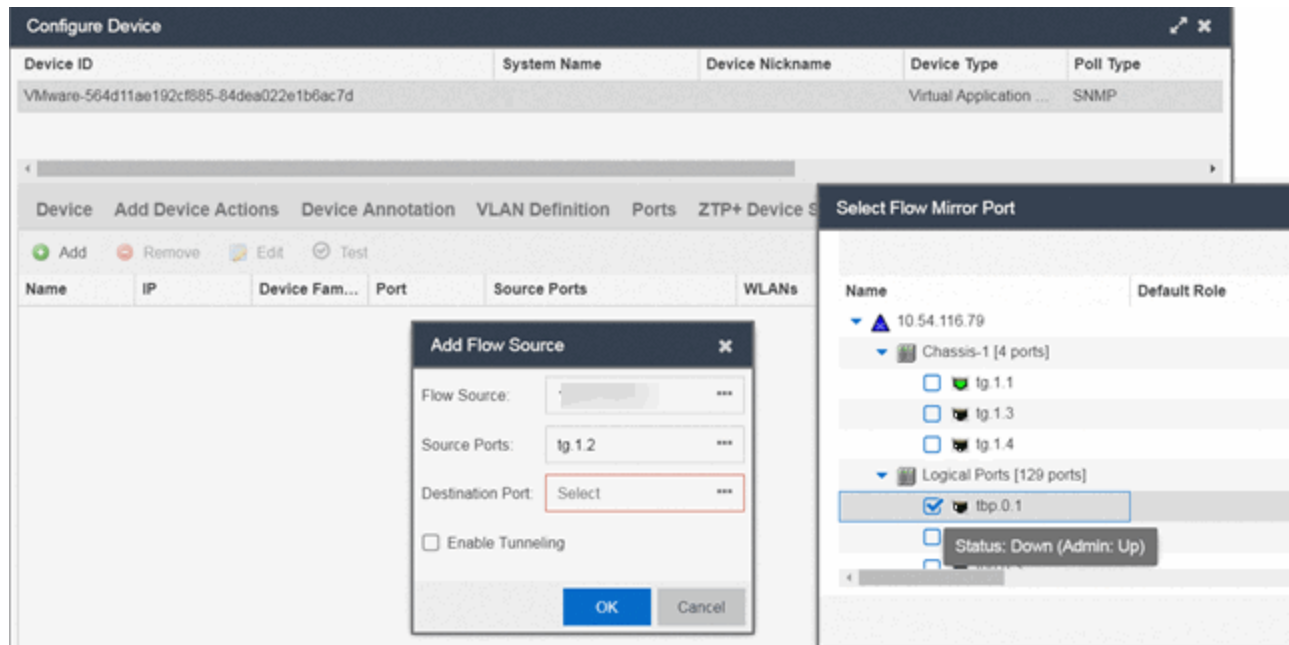 Configure Device
Device ID System Name Device Nickname Device Type Poll Type
VMware-564d11ae192cf885-84dea022e1b6ac7d Virtual Application ... SNMP
Device Add Device Actions Device Annotation VLAN Definition Ports ZTP+ Device S
Add Remove Edit Test
Name IP Device Fam... Port Source Ports WLANs
Add Flow Source
Flow Source: ...
Source Ports: tg.1.2 ...
Destination Port: Select ...
Enable Tunneling
OK Cancel
Select Flow Mirror Port
Name Default Role
10.54.116.79
Chassis-1 [4 ports]
tg.1.1
tg.1.3
tg.1.4
Logical Ports [129 ports]
tbp.0.1
Status: Down (Admin: Up)